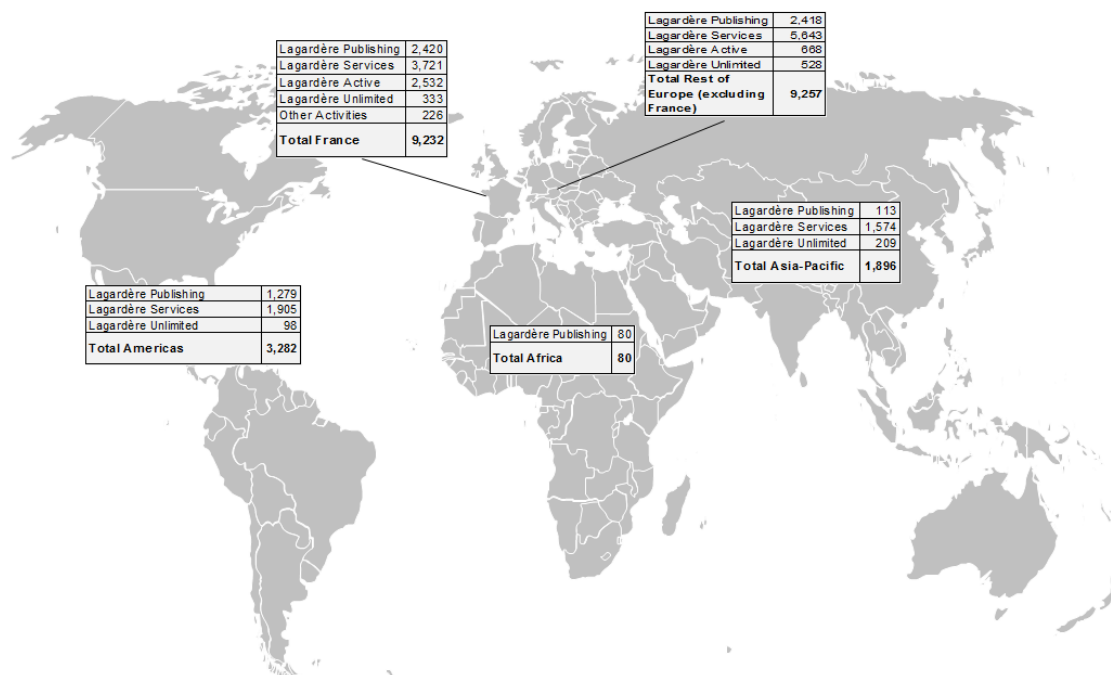 Lagardère Publishing 2,418
Lagardère Services 5,643
Lagardère Active 668
Lagardère Unlimited 528
Total Rest of
Europe (excluding 9,257
France)
Lagardère Publishing 2,420
Lagardère Services 3,721
Lagardère Active 2,532
Lagardère Unlimited 333
Other Activities 226
Total France 9,232
Lagardère Publishing 113
Lagardère Services 1,574
Lagardère Unlimited 209
Total Asia-Pacific 1,896
Lagardère Publishing 1,279
Lagardère Services 1,905
Lagardère Unlimited 98
Total Americas 3,282
Lagardère Publishing 80
Total Africa 80